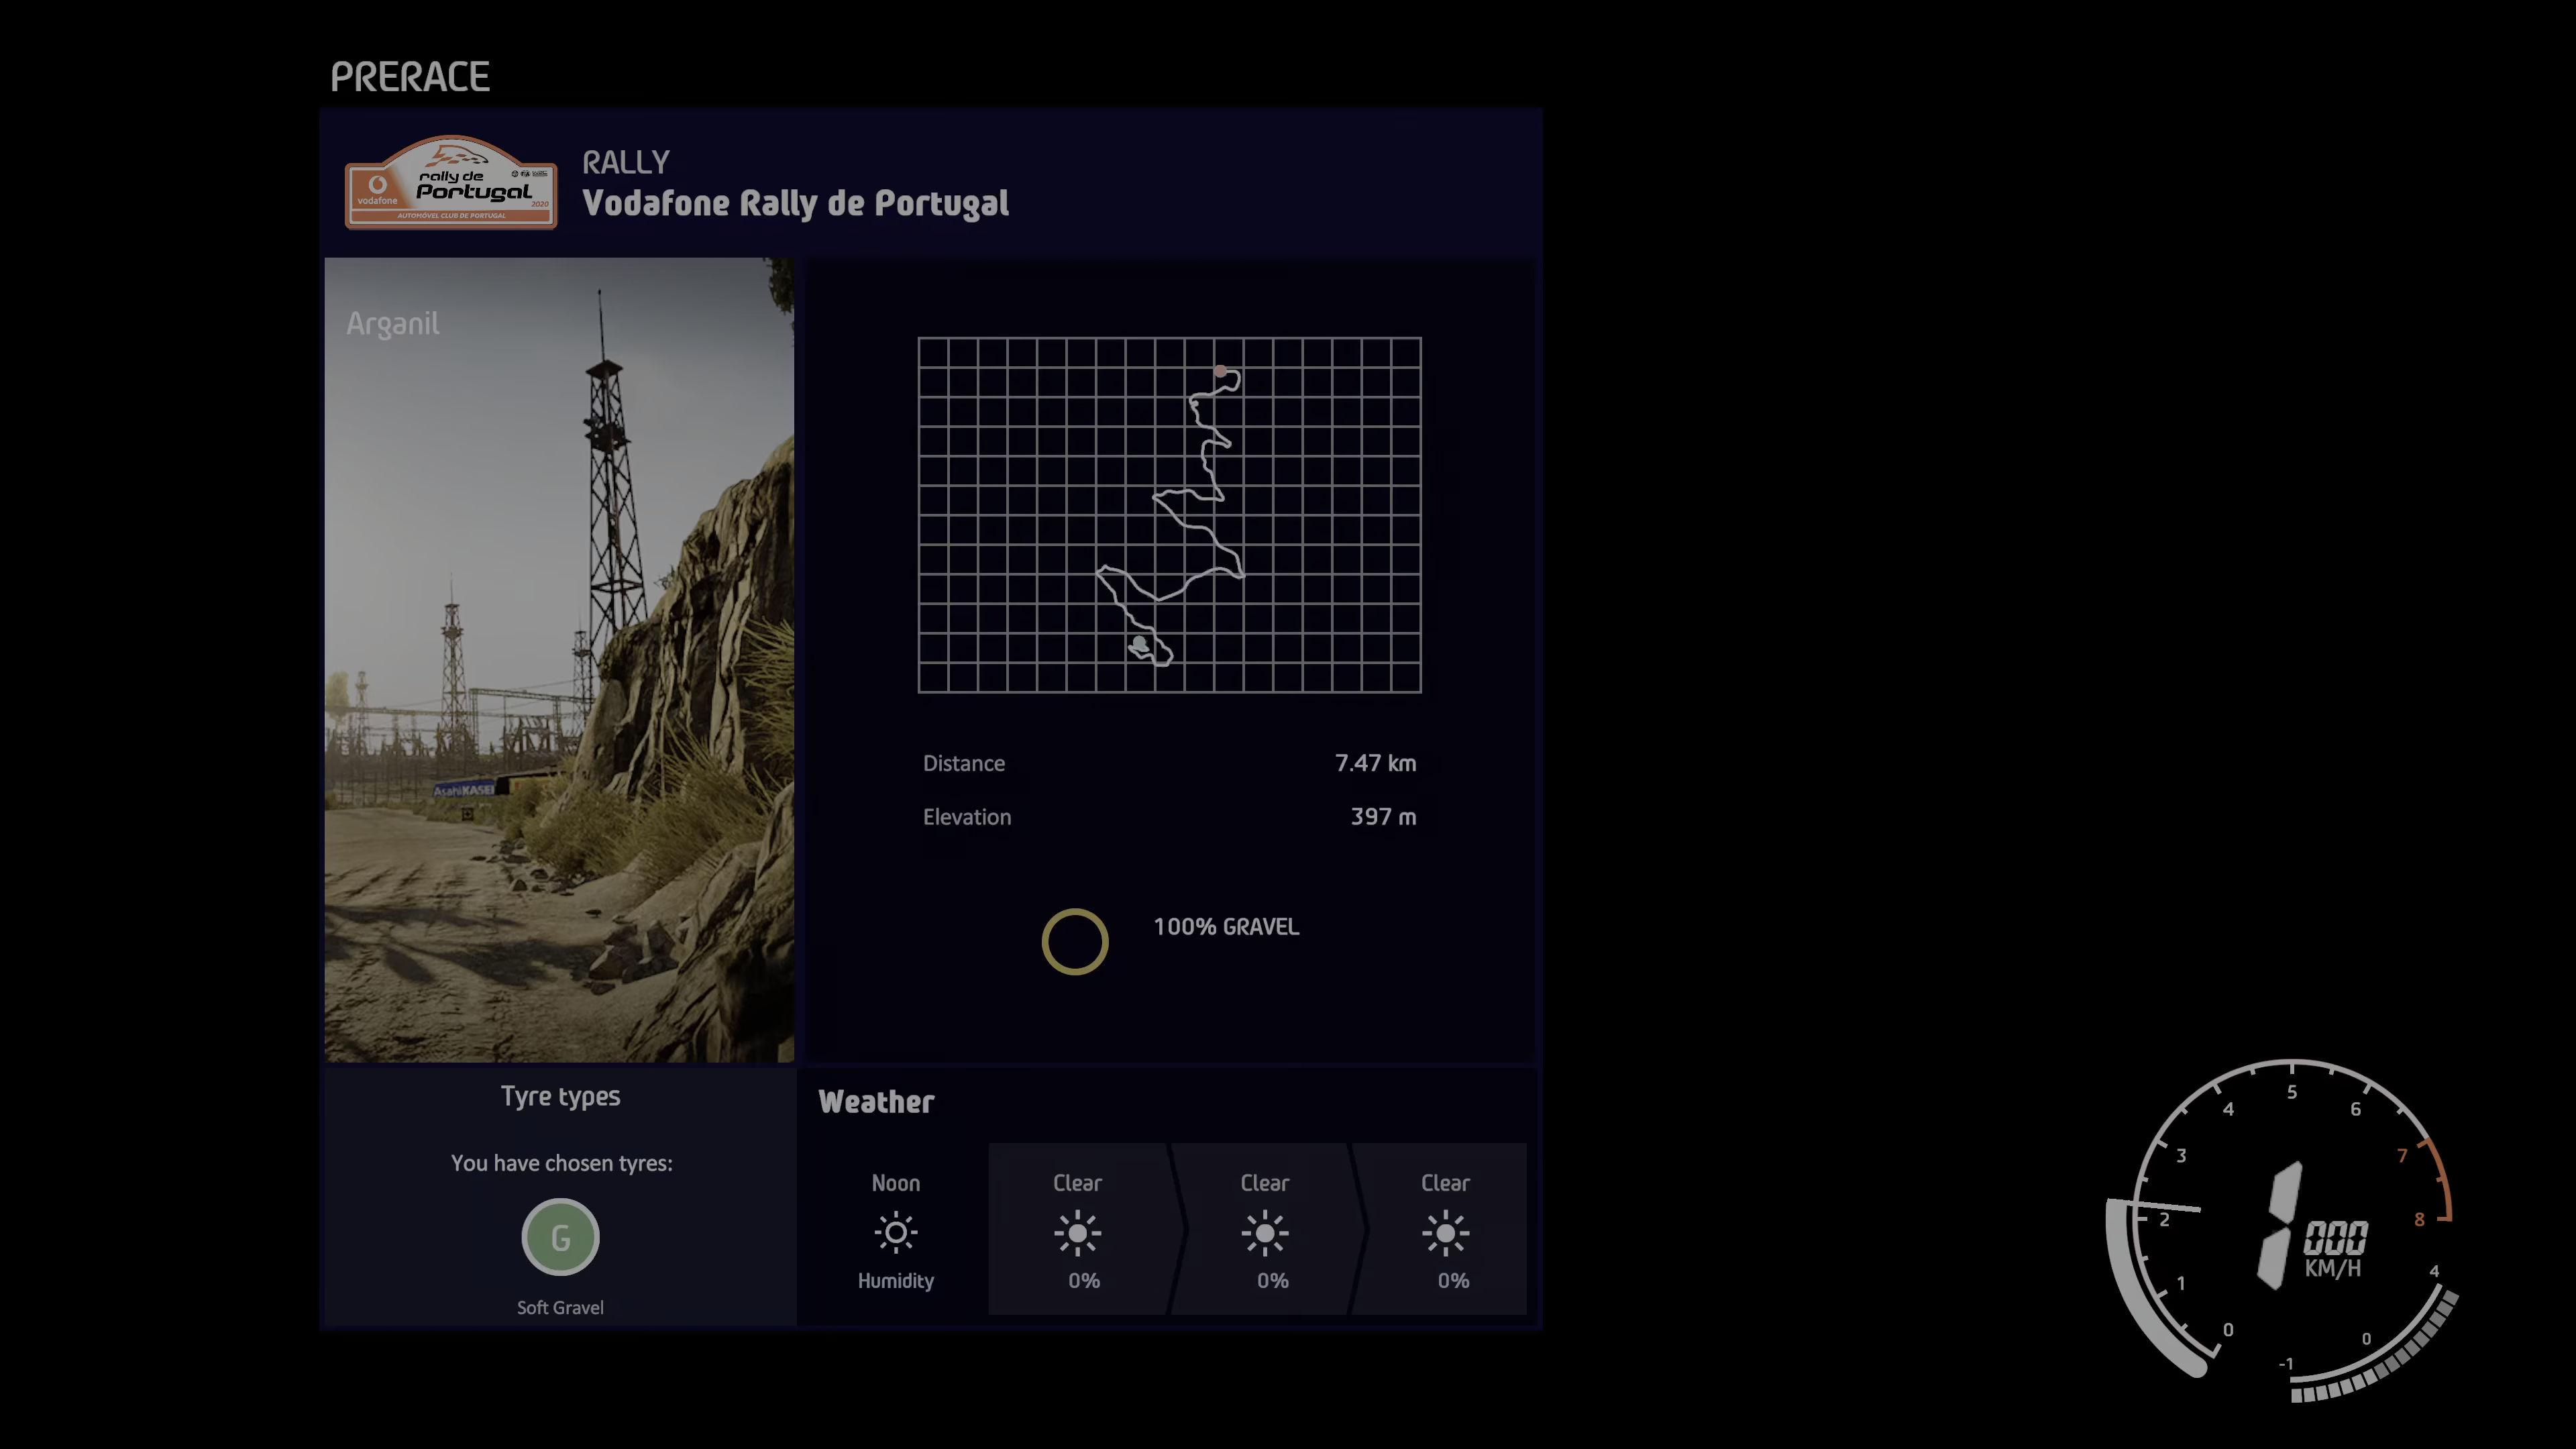 PRERACE
RALLY
Vodafone Rally de Portugal
rally de
Portugal
vodafone
2020
AUTOMÓVEL CLUB DE PORTUGAL
Arganil
AsahiKASEI
Distance 7.47 km
Elevation 397 m
100% GRAVEL
Tyre types
You have chosen tyres:
G
Soft Gravel
Weather
Noon Clear Clear Clear
Humidity 0% 0% 0%
0
1
2
3
4
5
6
7
8
1
000
KM/H
4
0
-1